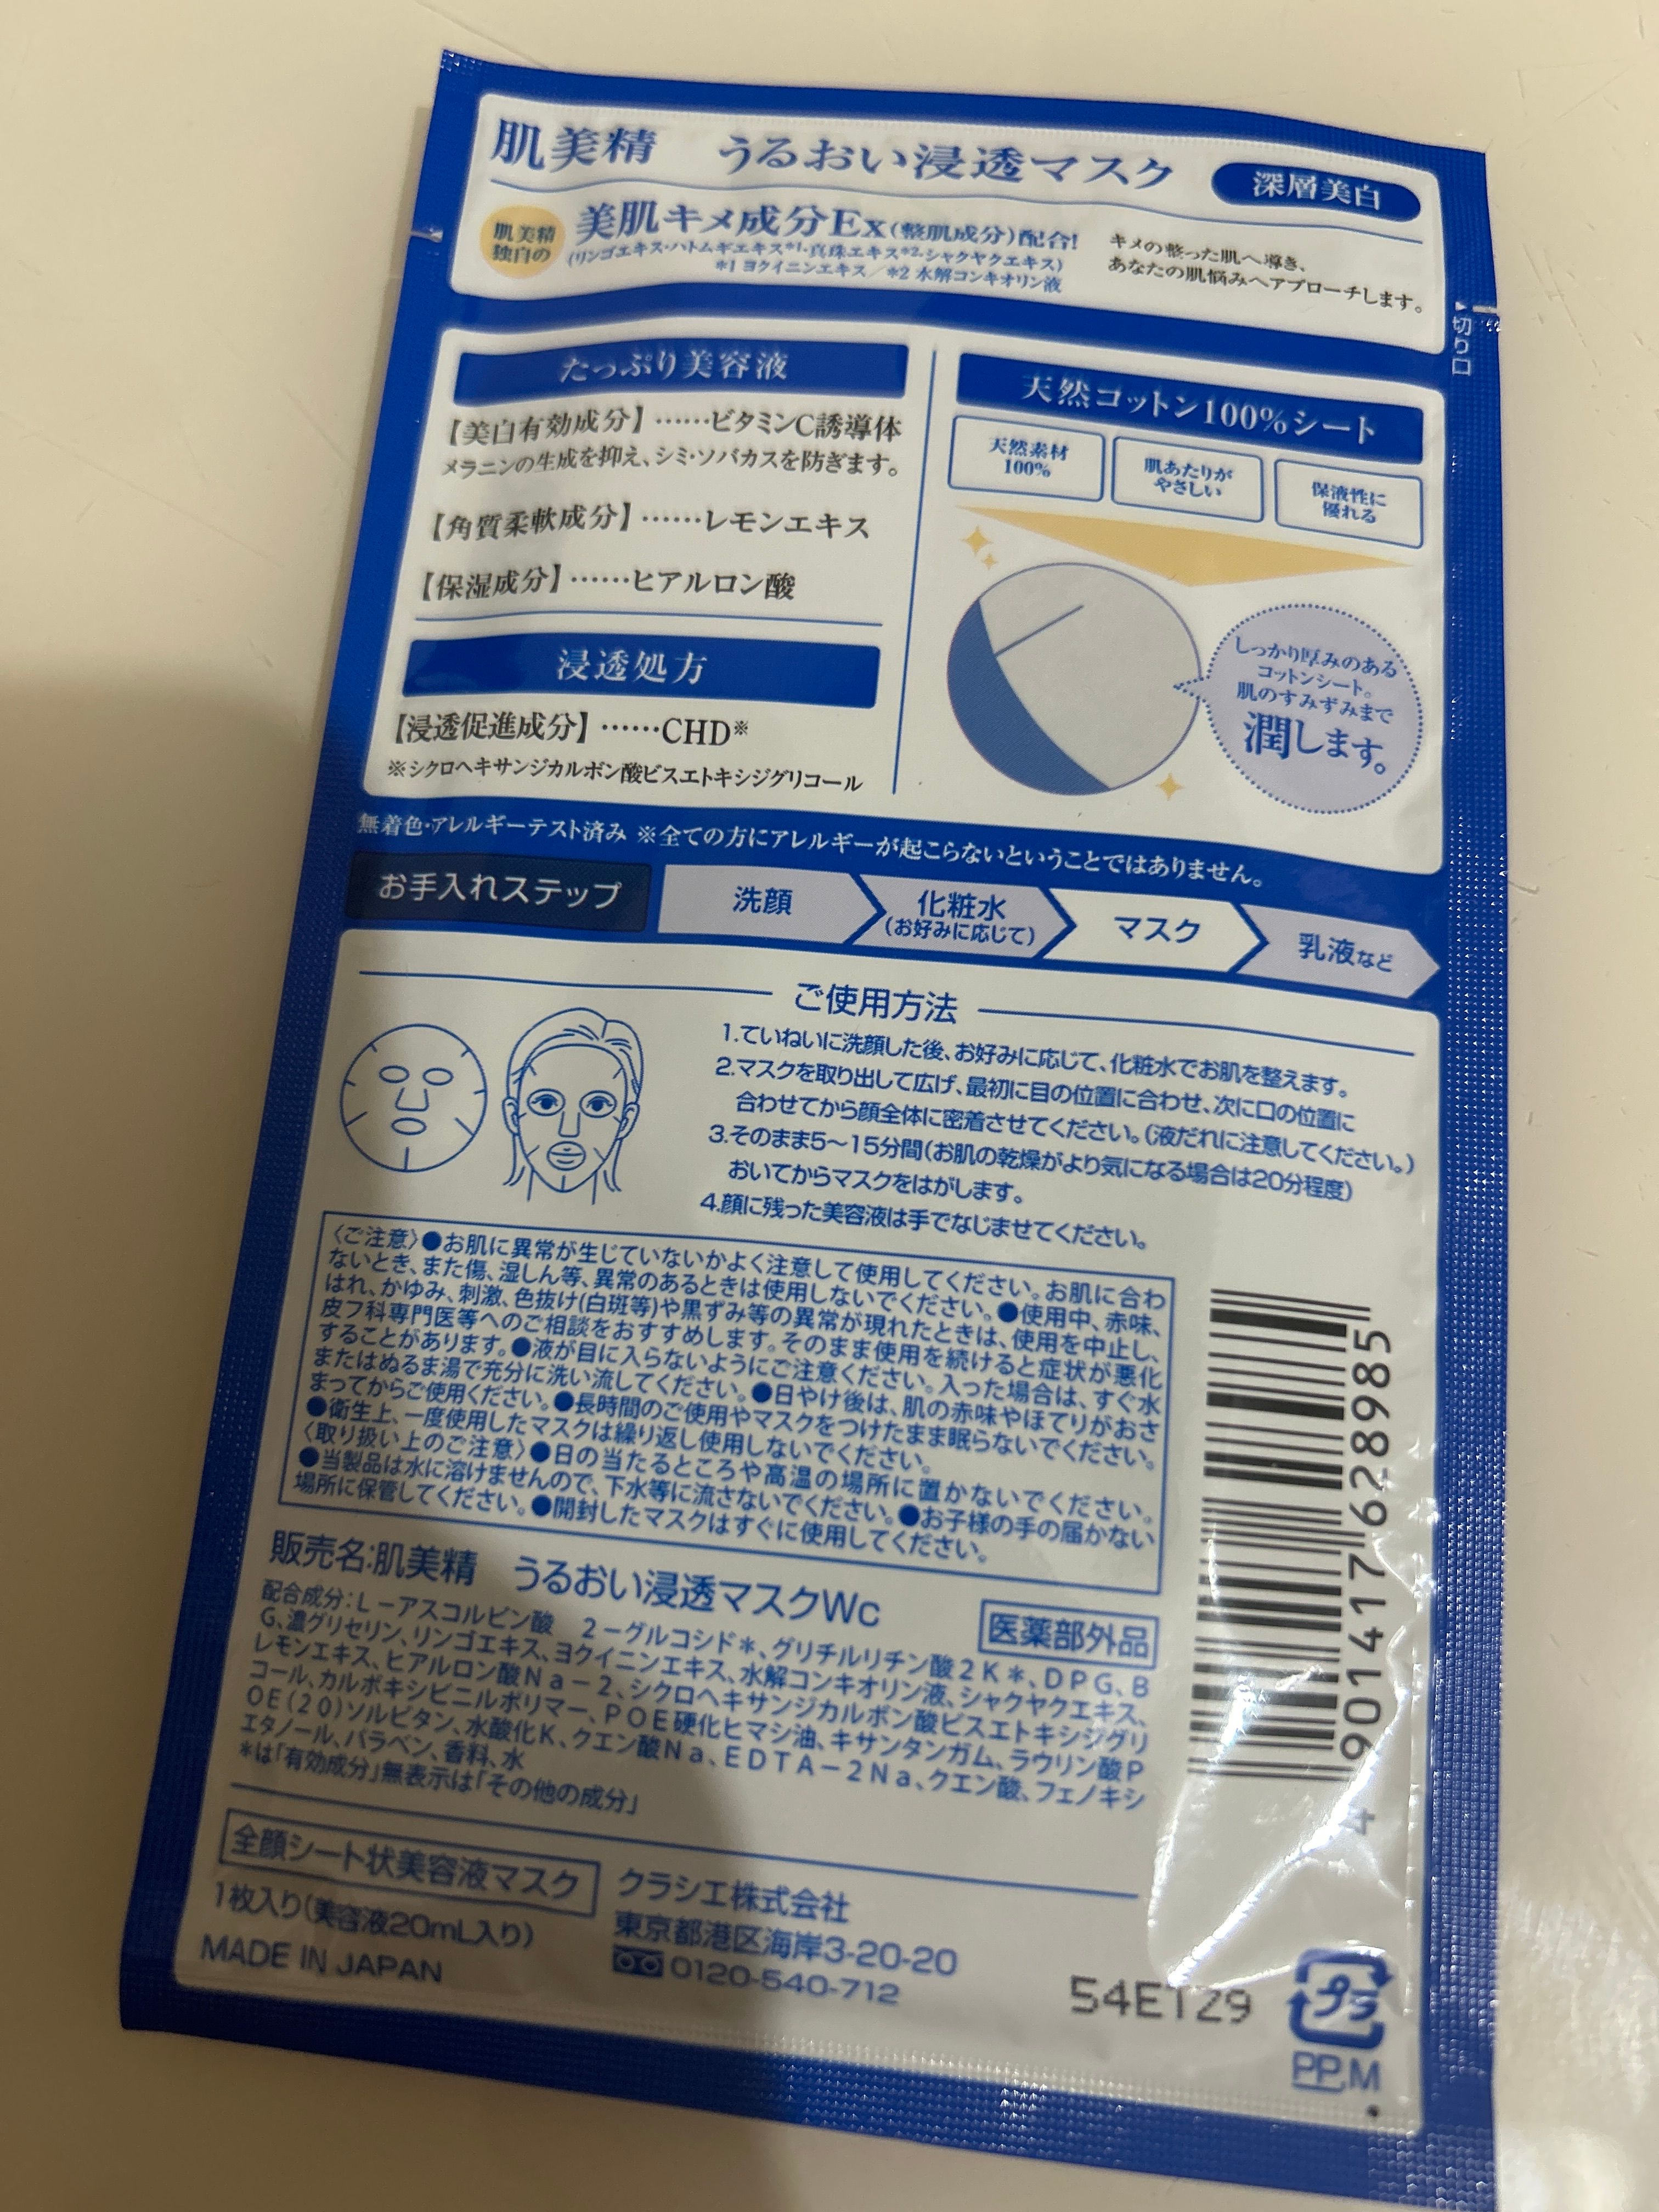 肌美精 うるおい浸透マスク 深層美白
肌美精
独自の
美肌キメ成分Ex(整肌成分)配合!
(リンゴエキス・ハトムギエキス*1・真珠エキス*2・シャクヤクエキス)
*1 ヨクイニンエキス/*2 水解コンキオリン液
キメの整った肌へ導き、
あなたの肌悩みへアプローチします。
▶切り口
たっぷり美容液
【美白有効成分】……ビタミンC誘導体
メラニンの生成を抑え、シミ・ソバカスを防ぎます。
【角質柔軟成分】……レモンエキス
【保湿成分】……ヒアルロン酸
浸透処方
【浸透促進成分】……CHD※
※シクロヘキサンジカルボン酸ビスエトキシジグリコール
天然コットン100%シート
天然素材
100%
肌あたりが
やさしい
保液性に
優れる
しっかり厚みのある
コットンシート。
肌のすみずみまで
潤します。
無着色・アレルギーテスト済み ※全ての方にアレルギーが起こらないということではありません。
お手入れステップ
洗顔
化粧水
(お好みに応じて)
マスク
乳液など
ご使用方法
1.ていねいに洗顔した後、お好みに応じて、化粧水でお肌を整えます。
2.マスクを取り出して広げ、最初に目の位置に合わせ、次に口の位置に
合わせてから顔全体に密着させてください。(液だれに注意してください。)
3.そのまま5〜15分間(お肌の乾燥がより気になる場合は20分程度)
おいてからマスクをはがします。
4.顔に残った美容液は手でなじませてください。
〈ご注意〉●お肌に異常が生じていないかよく注意して使用してください。お肌に合わ
ないとき、また傷、湿しん等、異常のあるときは使用しないでください。●使用中、赤味、
はれ、かゆみ、刺激、色抜け(白斑等)や黒ずみ等の異常が現れたときは、使用を中止し、
皮フ科専門医等へのご相談をおすすめします。そのまま使用を続けると症状が悪化
することがあります。●液が目に入らないようにご注意ください。入った場合は、すぐ水
またはぬるま湯で充分に洗い流してください。●日やけ後は、肌の赤味やほてりがおさ
まってからご使用ください。●長時間のご使用やマスクをつけたまま眠らないでください。
●衛生上、一度使用したマスクは繰り返し使用しないでください。
〈取り扱い上のご注意〉●日の当たるところや高温の場所に置かないでください。
●当製品は水に溶けませんので、下水等に流さないでください。●お子様の手の届かない
場所に保管してください。●開封したマスクはすぐに使用してください。
販売名:肌美精 うるおい浸透マスクWc
医薬部外品
配合成分:L-アスコルビン酸 2-グルコシド*、グリチルリチン酸2K*、DPG、B
G、濃グリセリン、リンゴエキス、ヨクイニンエキス、水解コンキオリン液、シャクヤクエキス、
レモンエキス、ヒアルロン酸Na-2、シクロヘキサンジカルボン酸ビスエトキシジグリ
コール、カルボキシビニルポリマー、POE硬化ヒマシ油、キサンタンガム、ラウリン酸P
OE(20)ソルビタン、水酸化K、クエン酸Na、EDTA-2Na、クエン酸、フェノキシ
エタノール、パラベン、香料、水
*は「有効成分」無表示は「その他の成分」
全顔シート状美容液マスク
1枚入り(美容液20mL入り)
MADE IN JAPAN
クラシエ株式会社
東京都港区海岸3-20-20
0120-540-712
4 901417 628985
54ET29
プラ
PP,M